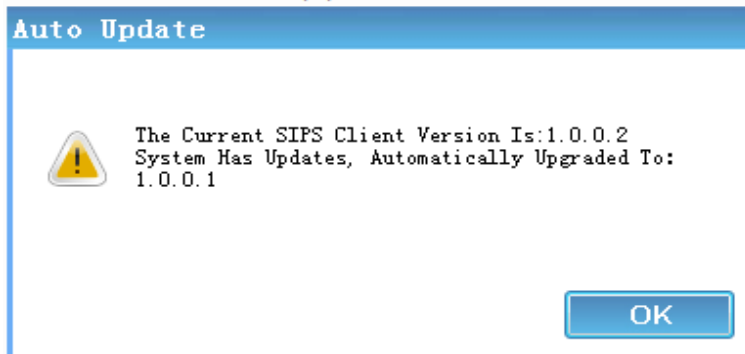 Auto Update
The Current SIPS Client Version Is:1.0.0.2
System Has Updates, Automatically Upgraded To:
1.0.0.1
OK